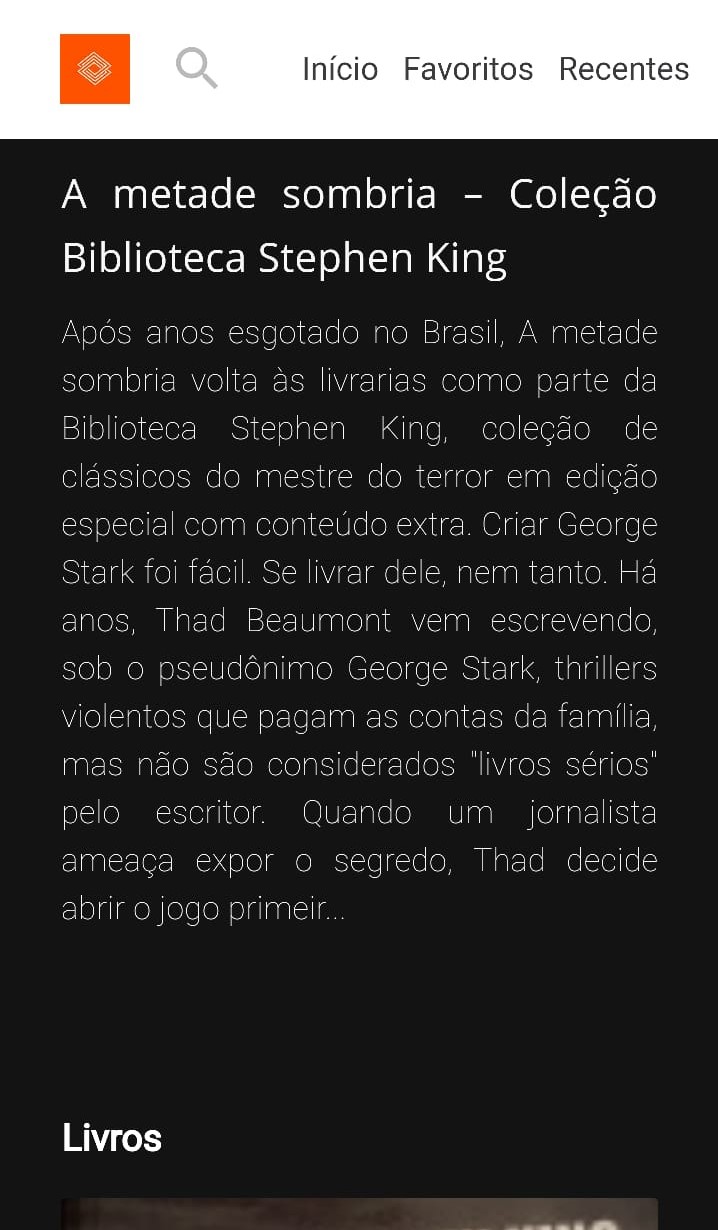 Início Favoritos Recentes
A metade sombria – Coleção
Biblioteca Stephen King
Após anos esgotado no Brasil, A metade
sombria volta às livrarias como parte da
Biblioteca Stephen King, coleção de
clássicos do mestre do terror em edição
especial com conteúdo extra. Criar George
Stark foi fácil. Se livrar dele, nem tanto. Há
anos, Thad Beaumont vem escrevendo,
sob o pseudônimo George Stark, thrillers
violentos que pagam as contas da família,
mas não são considerados "livros sérios"
pelo escritor. Quando um jornalista
ameaça expor o segredo, Thad decide
abrir o jogo primeir...
Livros